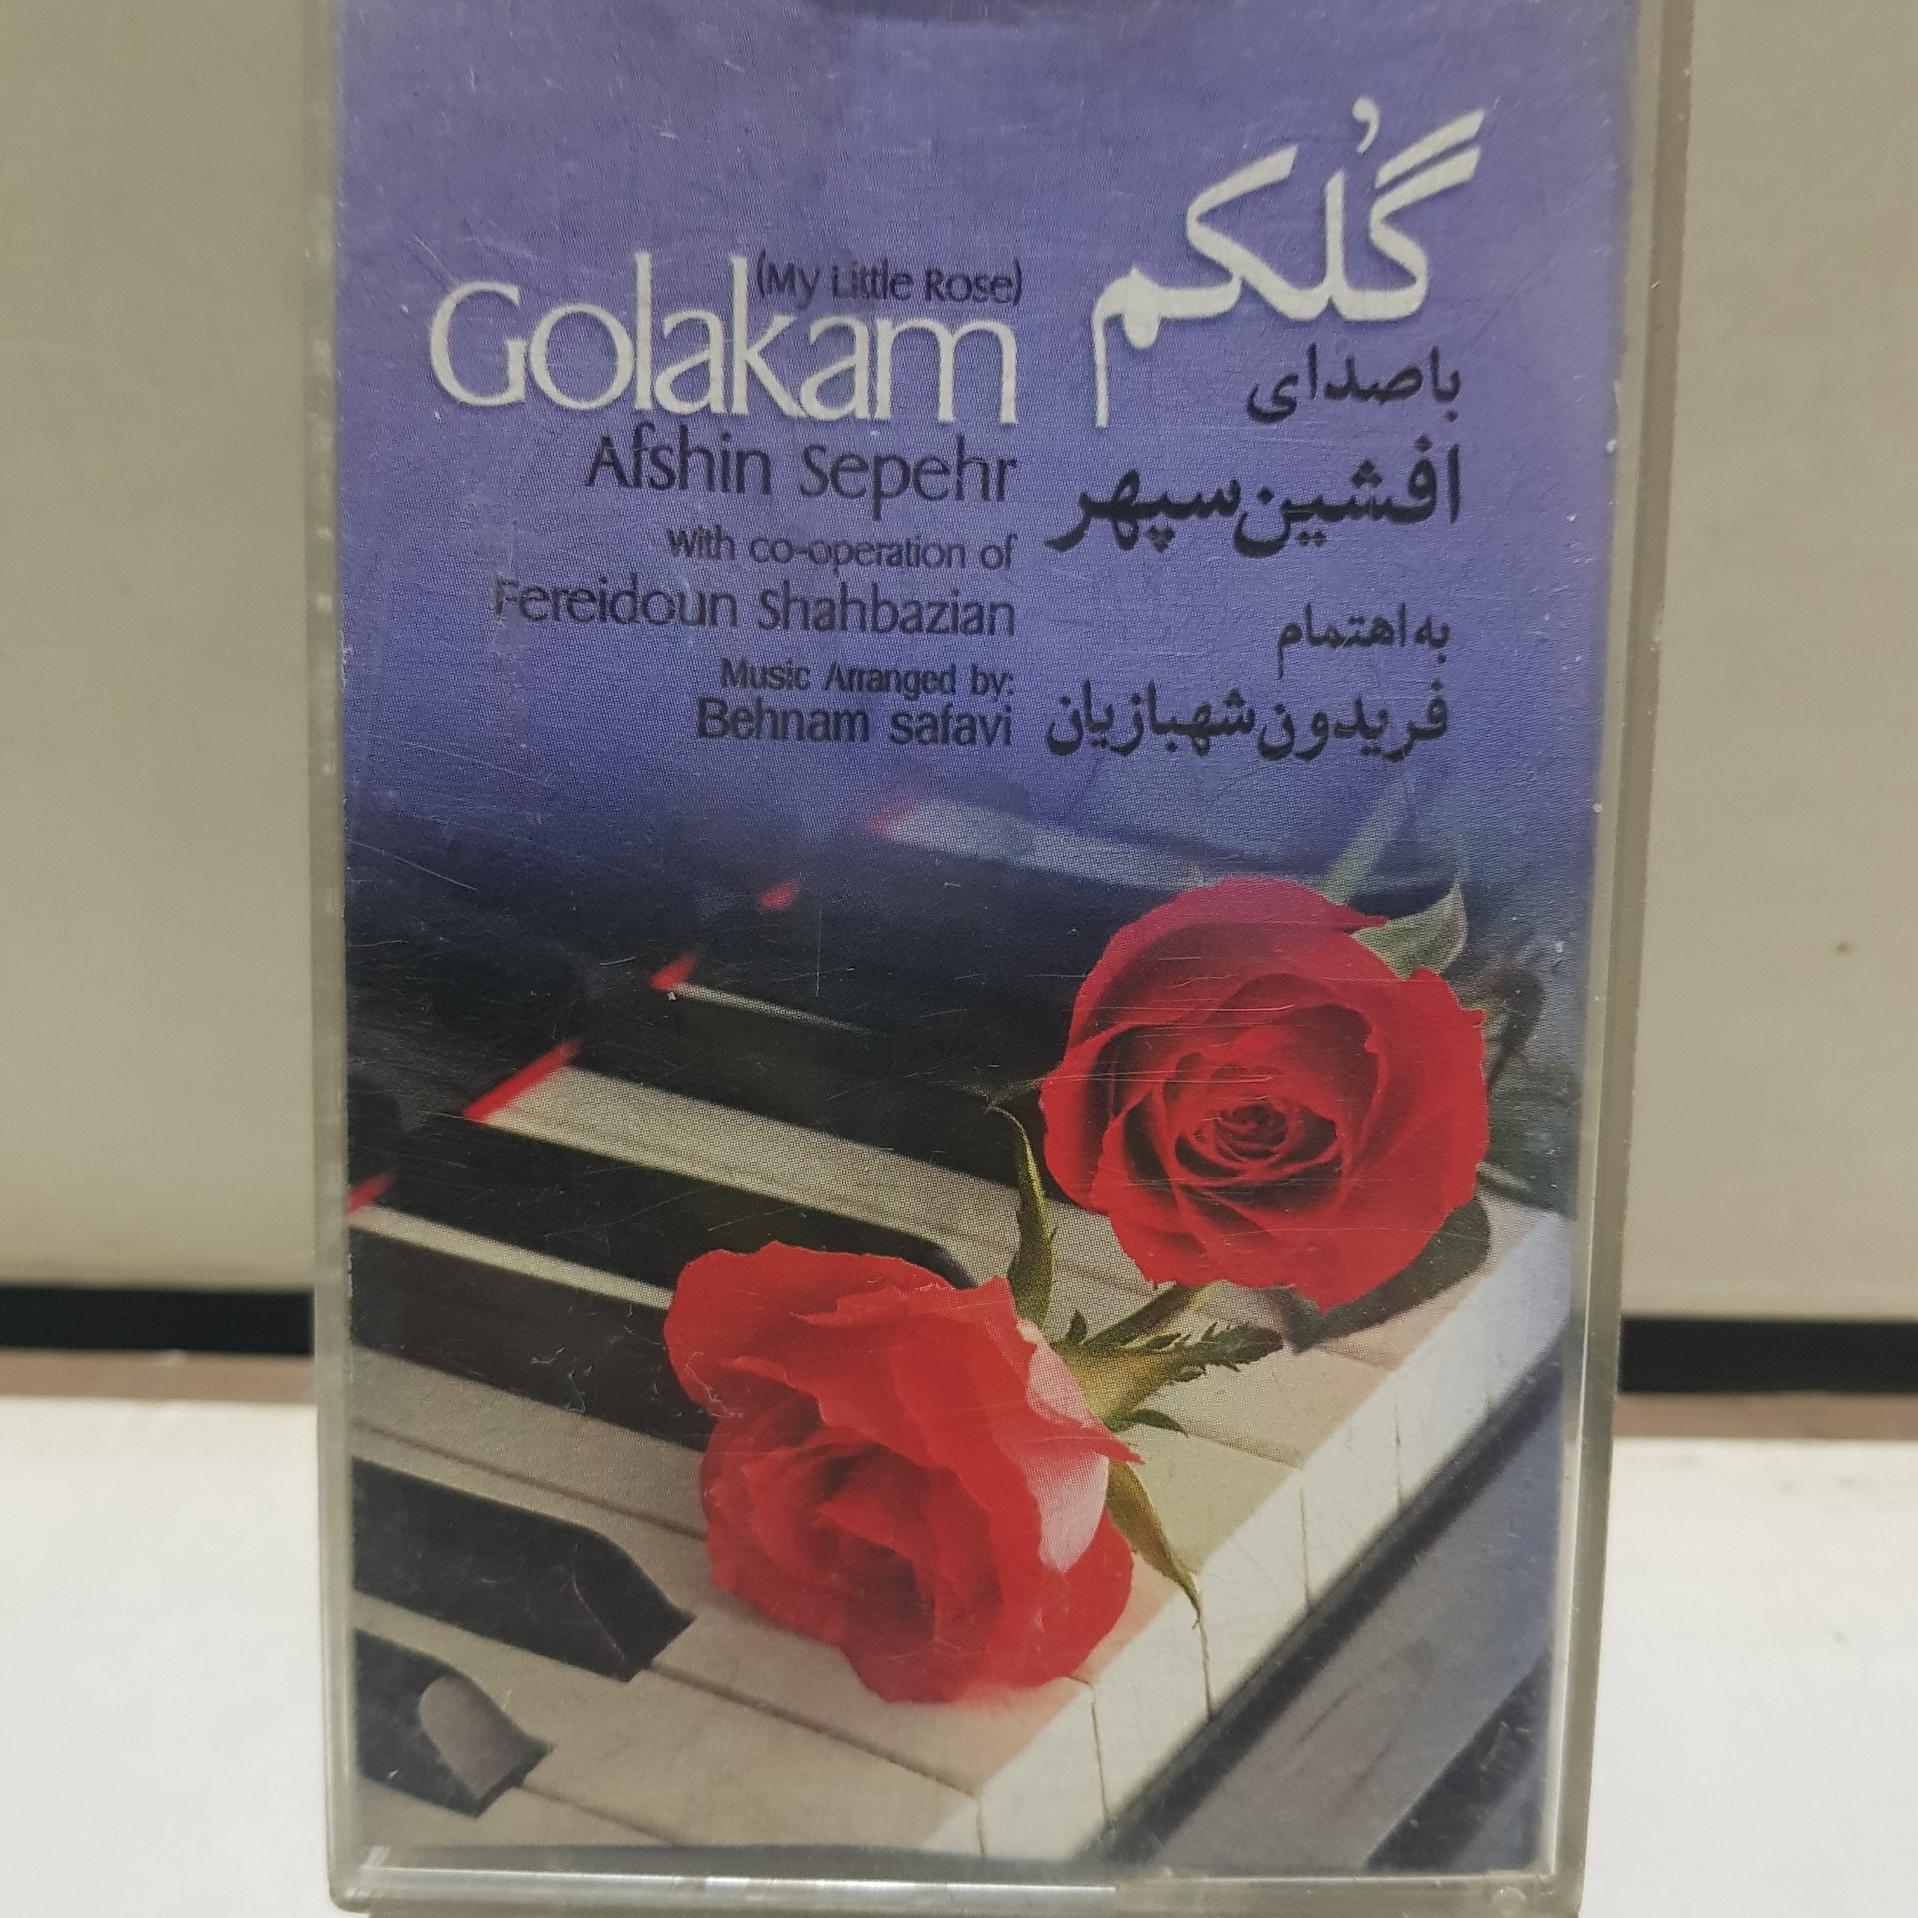 گُلکم
(My Little Rose)
Golakam
باصدای
Afshin Sepehr
افشین سپهر
with co-operation of
Fereidoun Shahbazian
به اهتمام
Music Arranged by:
فریدون شهبازیان
Behnam safavi